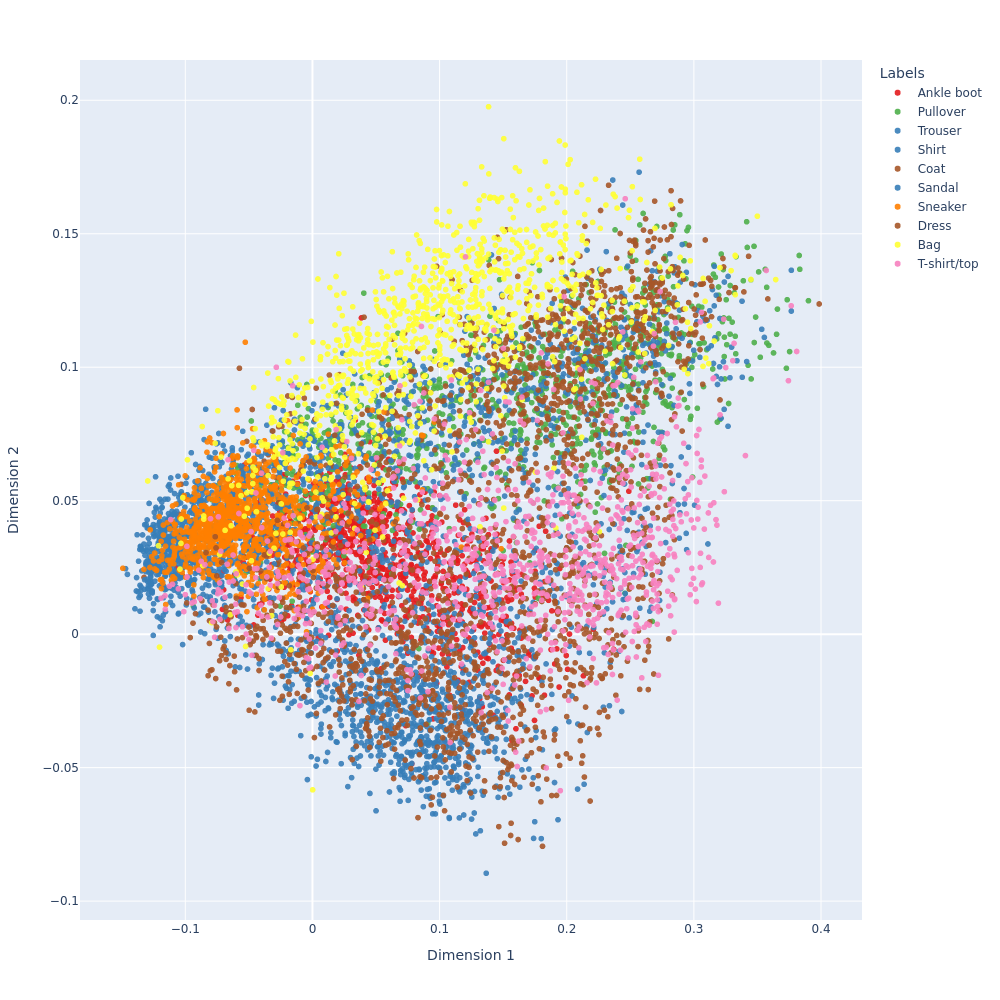 Labels
Ankle boot
Pullover
Trouser
Shirt
Coat
Sandal
Sneaker
Dress
Bag
T-shirt/top
0.2
0.15
0.1
0.05
0
−0.05
−0.1
−0.1 0 0.1 0.2 0.3 0.4
Dimension 1
Dimension 2